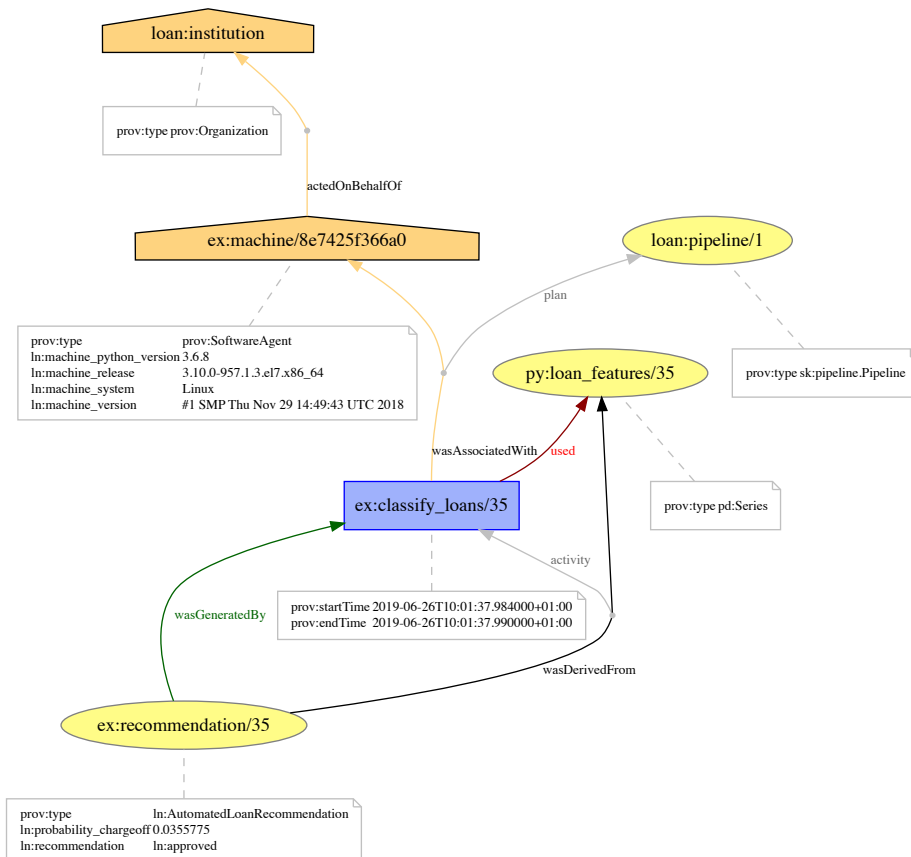 loan:institution
prov:type prov:Organization
actedOnBehalfOf
ex:machine/8e7425f366a0
loan:pipeline/1
plan
prov:type prov:SoftwareAgent
ln:machine_python_version 3.6.8
ln:machine_release 3.10.0-957.1.3.el7.x86_64
ln:machine_system Linux
ln:machine_version #1 SMP Thu Nov 29 14:49:43 UTC 2018
py:loan_features/35
prov:type sk:pipeline.Pipeline
wasAssociatedWith
used
ex:classify_loans/35
prov:type pd:Series
activity
prov:startTime 2019-06-26T10:01:37.984000+01:00
prov:endTime 2019-06-26T10:01:37.990000+01:00
wasGeneratedBy
wasDerivedFrom
ex:recommendation/35
prov:type ln:AutomatedLoanRecommendation
ln:probability_chargeoff 0.0355775
ln:recommendation ln:approved